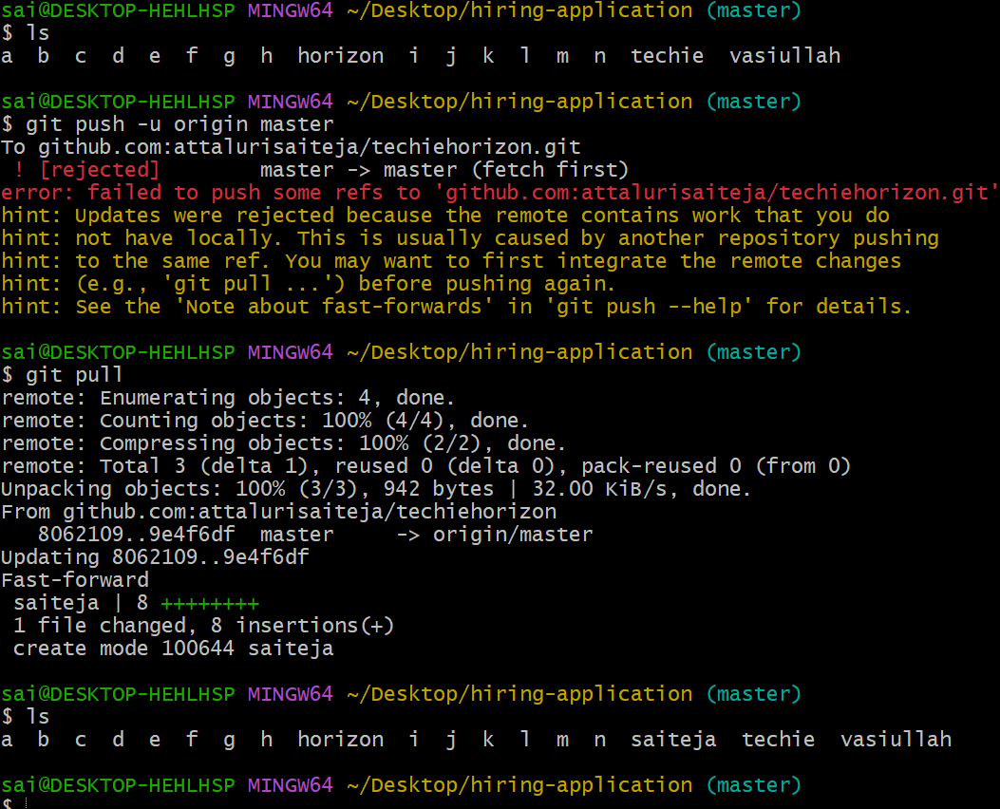 sai@DESKTOP-HEHLHSP MINGW64 ~/Desktop/hiring-application (master)
$ ls
a  b  c  d  e  f  g  h  horizon  i  j  k  l  m  n  techie  vasiullah
sai@DESKTOP-HEHLHSP MINGW64 ~/Desktop/hiring-application (master)
$ git push -u origin master
To github.com:attalurisaiteja/techiehorizon.git
 ! [rejected]        master -> master (fetch first)
error: failed to push some refs to 'github.com:attalurisaiteja/techiehorizon.git'
hint: Updates were rejected because the remote contains work that you do
hint: not have locally. This is usually caused by another repository pushing
hint: to the same ref. You may want to first integrate the remote changes
hint: (e.g., 'git pull ...') before pushing again.
hint: See the 'Note about fast-forwards' in 'git push --help' for details.
sai@DESKTOP-HEHLHSP MINGW64 ~/Desktop/hiring-application (master)
$ git pull
remote: Enumerating objects: 4, done.
remote: Counting objects: 100% (4/4), done.
remote: Compressing objects: 100% (2/2), done.
remote: Total 3 (delta 1), reused 0 (delta 0), pack-reused 0 (from 0)
Unpacking objects: 100% (3/3), 942 bytes | 32.00 KiB/s, done.
From github.com:attalurisaiteja/techiehorizon
   8062109..9e4f6df  master     -> origin/master
Updating 8062109..9e4f6df
Fast-forward
 saiteja | 8 ++++++++
 1 file changed, 8 insertions(+)
 create mode 100644 saiteja
sai@DESKTOP-HEHLHSP MINGW64 ~/Desktop/hiring-application (master)
$ ls
a  b  c  d  e  f  g  h  horizon  i  j  k  l  m  n  saiteja  techie  vasiullah
sai@DESKTOP-HEHLHSP MINGW64 ~/Desktop/hiring-application (master)
$